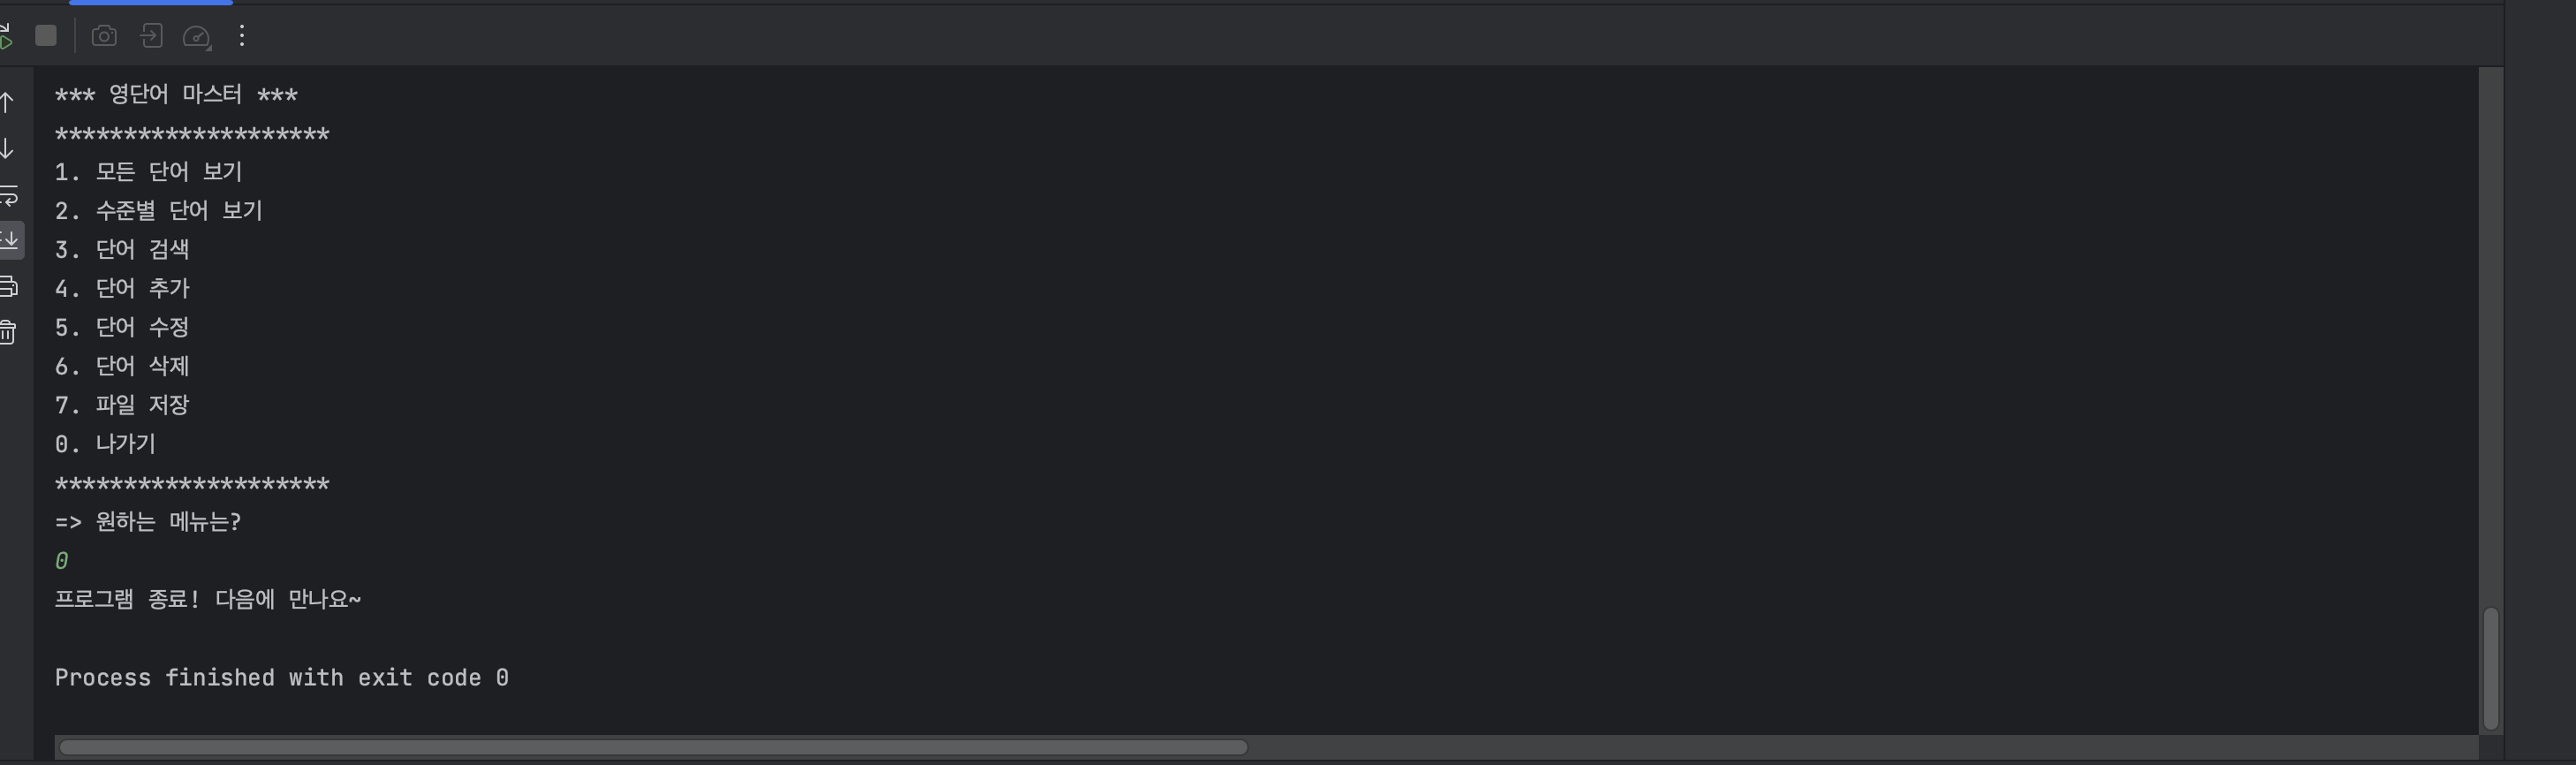 *** 영단어 마스터 ***
********************
1. 모든 단어 보기
2. 수준별 단어 보기
3. 단어 검색
4. 단어 추가
5. 단어 수정
6. 단어 삭제
7. 파일 저장
0. 나가기
********************
=> 원하는 메뉴는?
0
프로그램 종료! 다음에 만나요~
Process finished with exit code 0